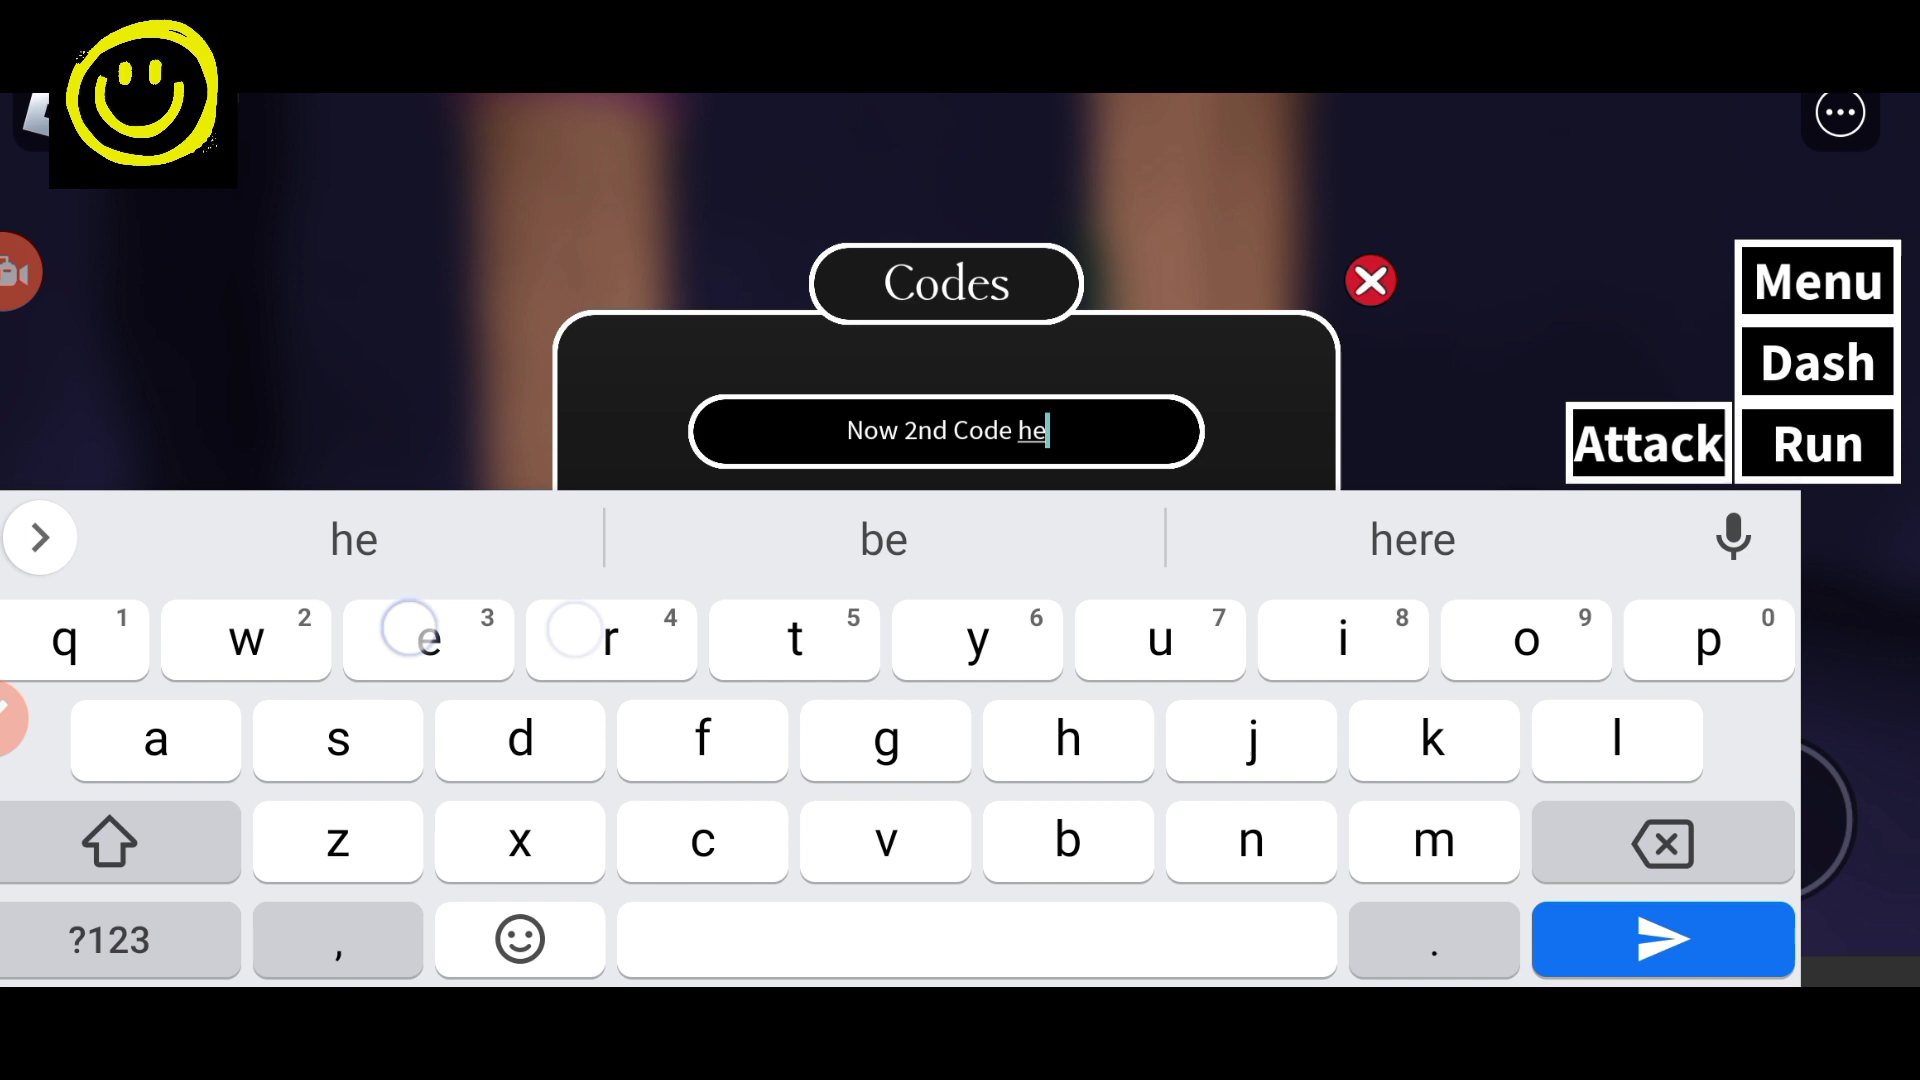 Codes
Menu
Dash
Now 2nd Code he
Attack
Run
he be here
q 1 w 2 e 3 r 4 t 5 y 6 u 7 i 8 o 9 p 0
a s d f g h j k l
z x c v b n m
?123 , .